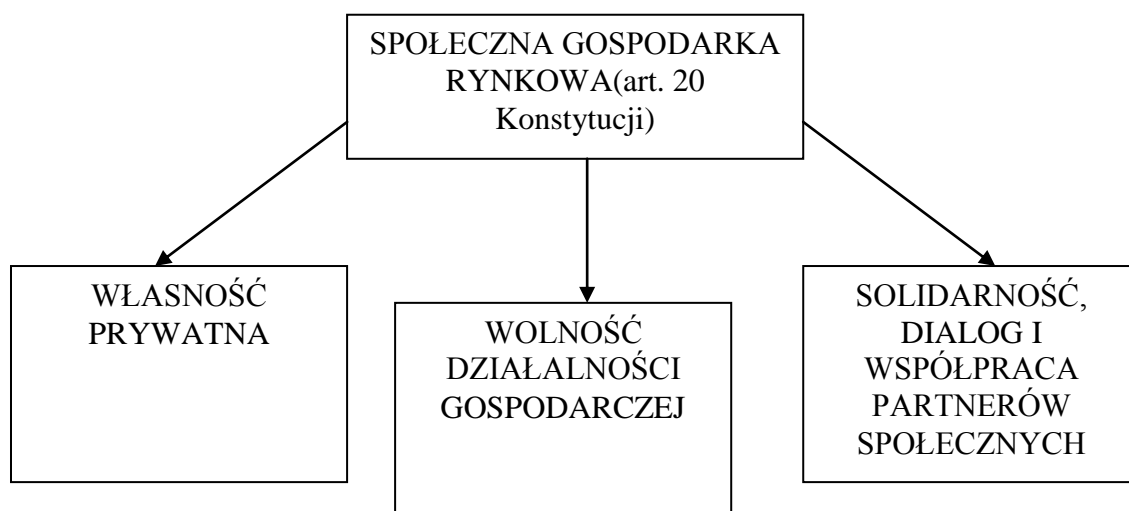 SPOŁECZNA GOSPODARKA
RYNKOWA(art. 20
Konstytucji)
WŁASNOŚĆ
PRYWATNA
WOLNOŚĆ
DZIAŁALNOŚCI
GOSPODARCZEJ
SOLIDARNOŚĆ,
DIALOG I
WSPÓŁPRACA
PARTNERÓW
SPOŁECZNYCH